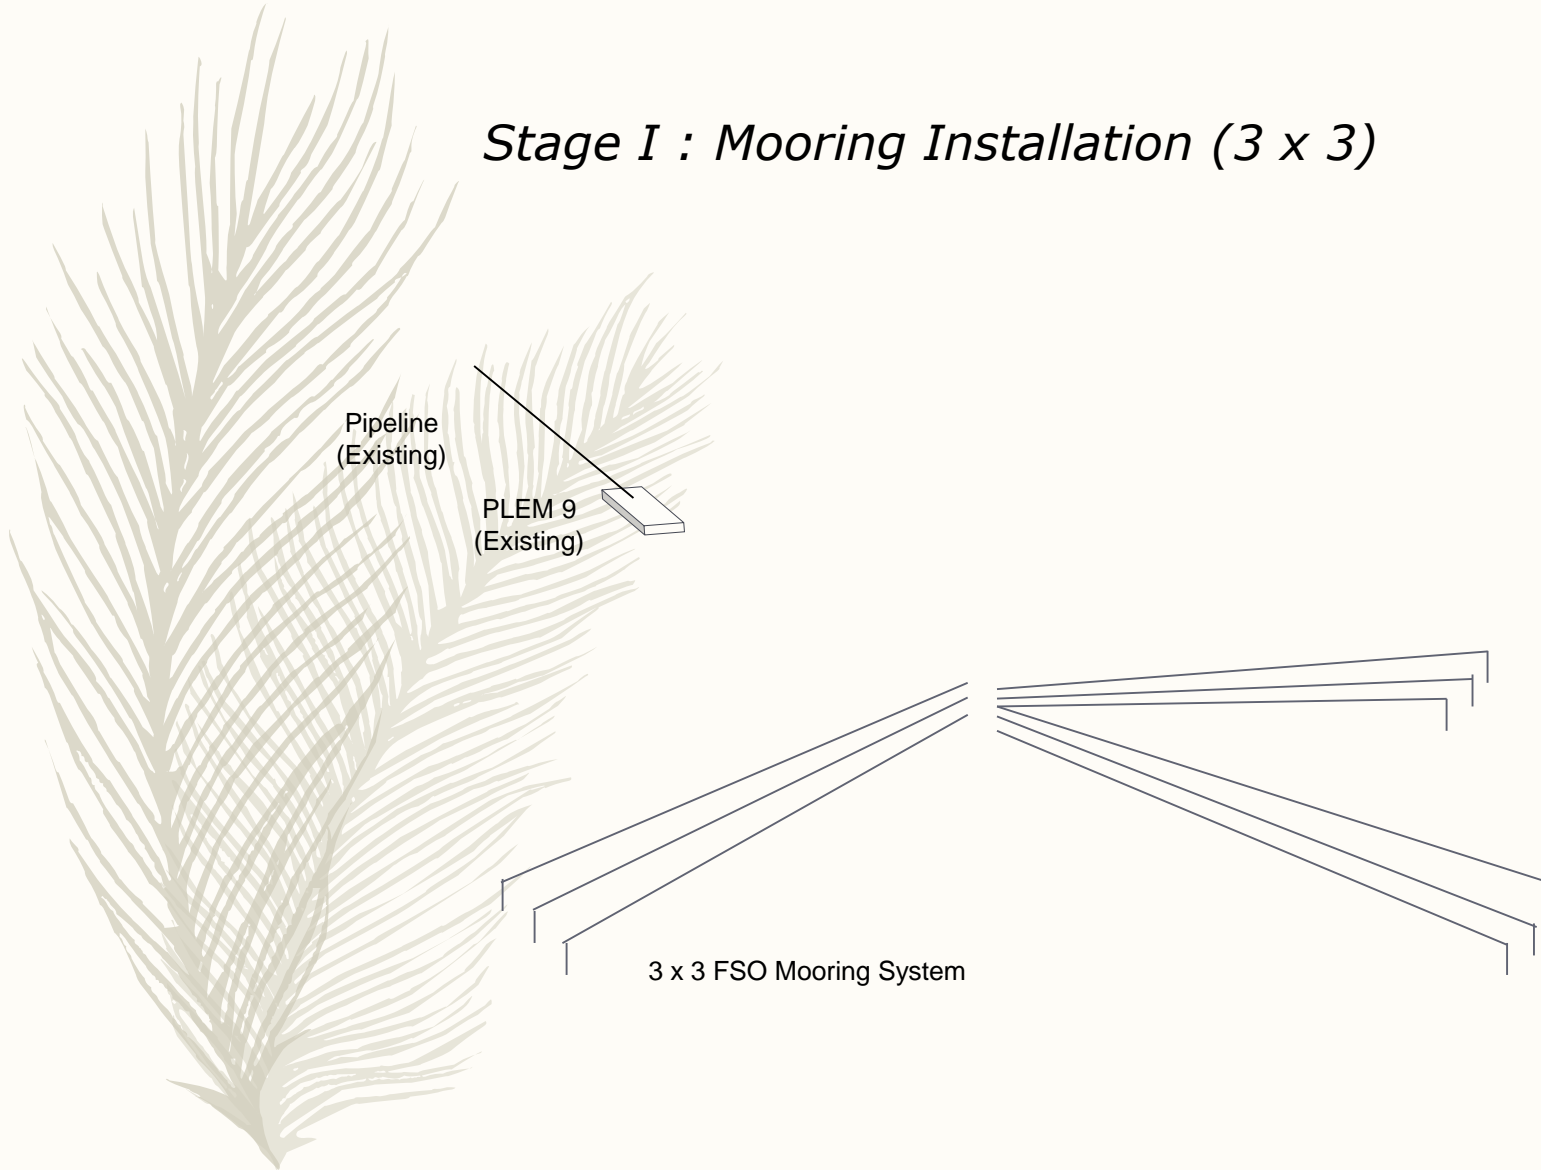 Stage I : Mooring Installation (3 x 3)
Pipeline
(Existing)
PLEM 9
(Existing)
3 x 3 FSO Mooring System